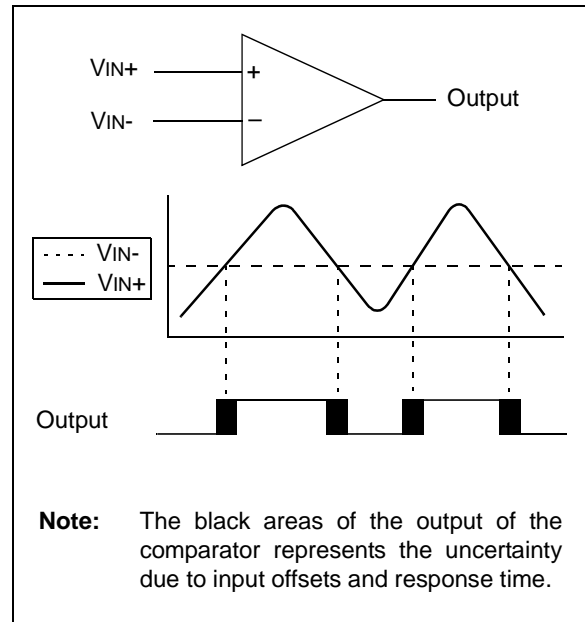 VIN+
+
Output
VIN-
−
VIN-
VIN+
Output
Note: The black areas of the output of the
comparator represents the uncertainty
due to input offsets and response time.